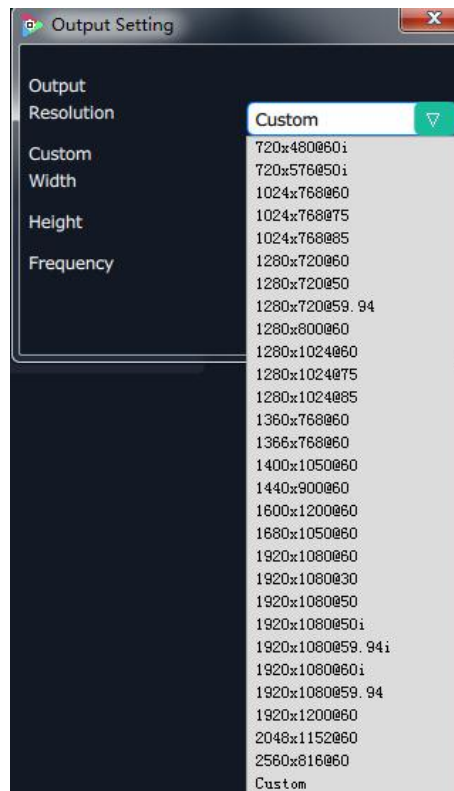 Output Setting
Output
Resolution
Custom
Custom
Width
Height
Frequency
720x480@60i
720x576@50i
1024x768@60
1024x768@75
1024x768@85
1280x720@60
1280x720@50
1280x720@59.94
1280x800@60
1280x1024@60
1280x1024@75
1280x1024@85
1360x768@60
1366x768@60
1400x1050@60
1440x900@60
1600x1200@60
1680x1050@60
1920x1080@60
1920x1080@30
1920x1080@50
1920x1080@50i
1920x1080@59.94i
1920x1080@60i
1920x1080@59.94
1920x1200@60
2048x1152@60
2560x816@60
Custom